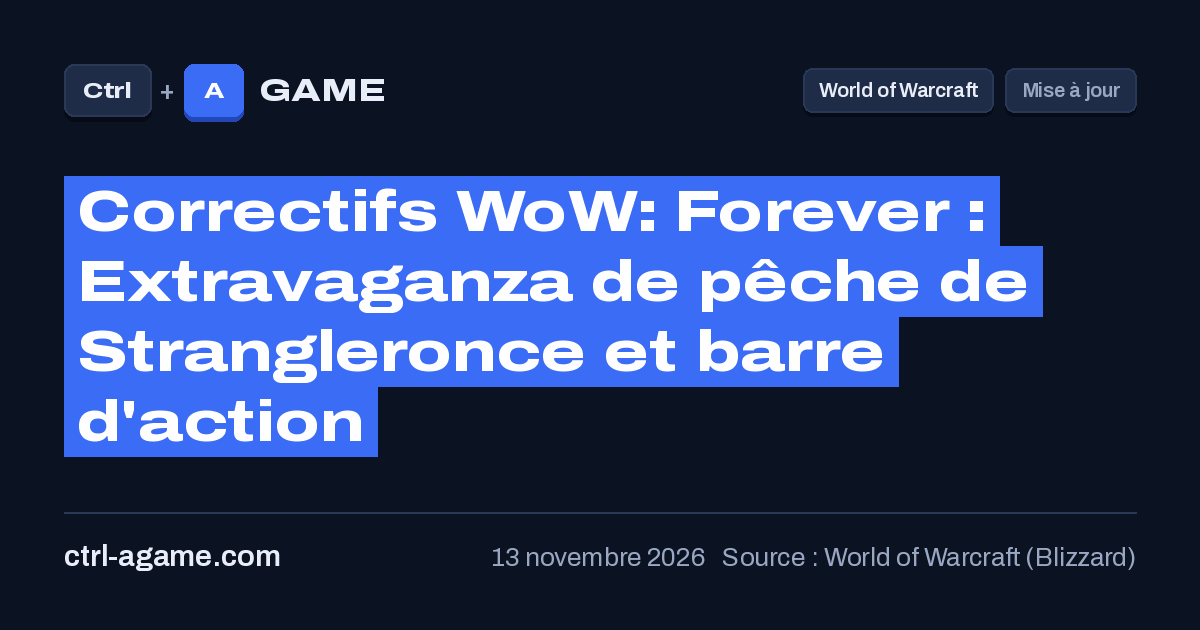 Ctrl + A GAME
World of Warcraft
Mise à jour
Correctifs WoW: Forever :
Extravaganza de pêche de
Strangleronce et barre
d'action
ctrl-agame.com
13 novembre 2026 Source : World of Warcraft (Blizzard)